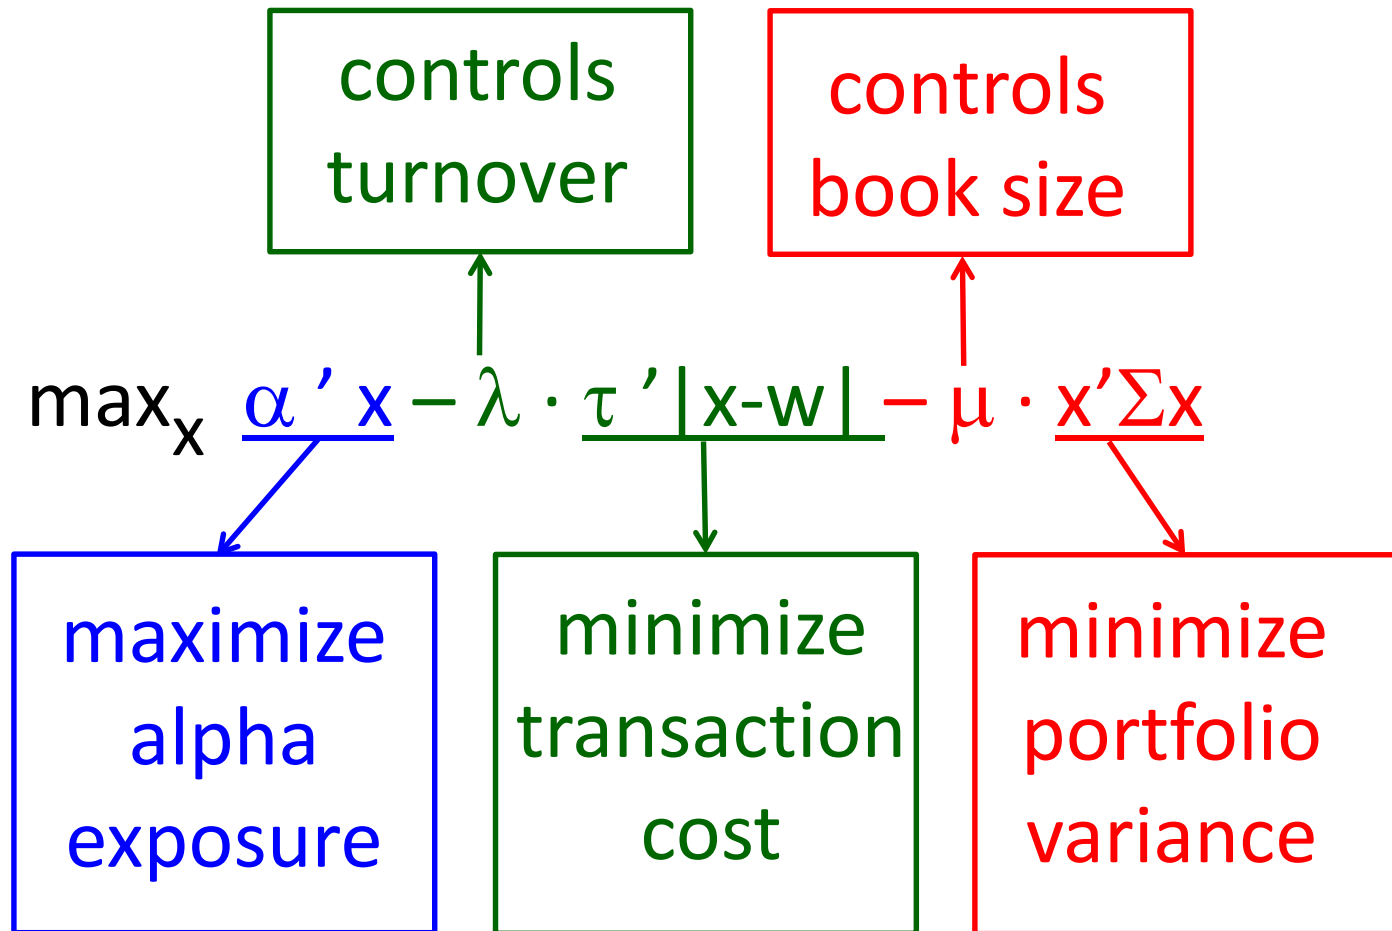 controls
turnover
controls
book size
maxₓ α ′ x – λ · τ ′|x-w| – μ · x′Σx
maximize
alpha
exposure
minimize
transaction
cost
minimize
portfolio
variance